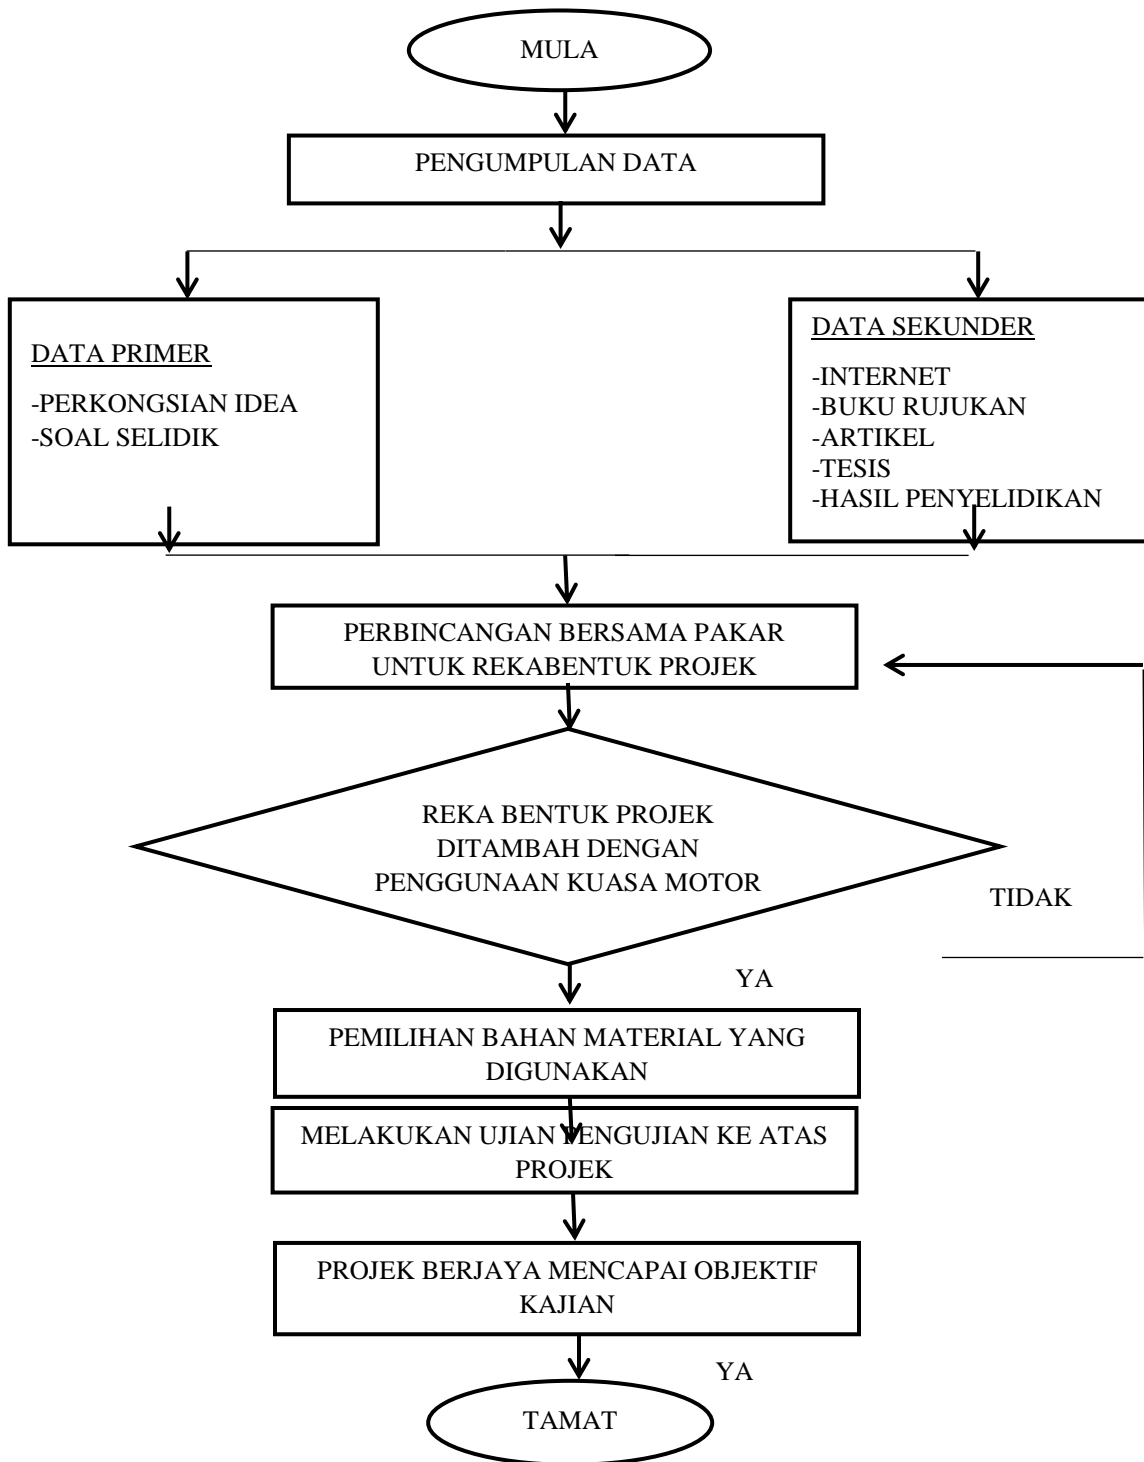 MULA
PENGUMPULAN DATA
DATA PRIMER
-PERKONGSIAN IDEA
-SOAL SELIDIK
DATA SEKUNDER
-INTERNET
-BUKU RUJUKAN
-ARTIKEL
-TESIS
-HASIL PENYELIDIKAN
PERBINCANGAN BERSAMA PAKAR
UNTUK REKABENTUK PROJEK
REKA BENTUK PROJEK
DITAMBAH DENGAN
PENGGUNAAN KUASA MOTOR
TIDAK
YA
PEMILIHAN BAHAN MATERIAL YANG
DIGUNAKAN
MELAKUKAN UJIAN PENGUJIAN KE ATAS
PROJEK
PROJEK BERJAYA MENCAPAI OBJEKTIF
KAJIAN
YA
TAMAT